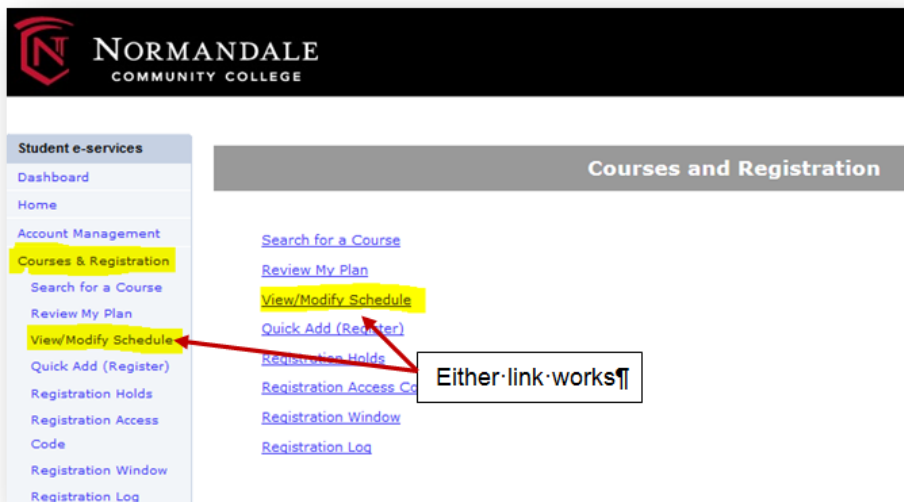 NORMANDALE
COMMUNITY COLLEGE
Student e-services
Dashboard
Home
Account Management
Courses & Registration
Search for a Course
Review My Plan
View/Modify Schedule
Quick Add (Register)
Registration Holds
Registration Access
Code
Registration Window
Registration Log
Courses and Registration
Search for a Course
Review My Plan
View/Modify Schedule
Quick Add (Register)
Registration Holds
Registration Access Co
Registration Window
Registration Log
Either·link·works¶